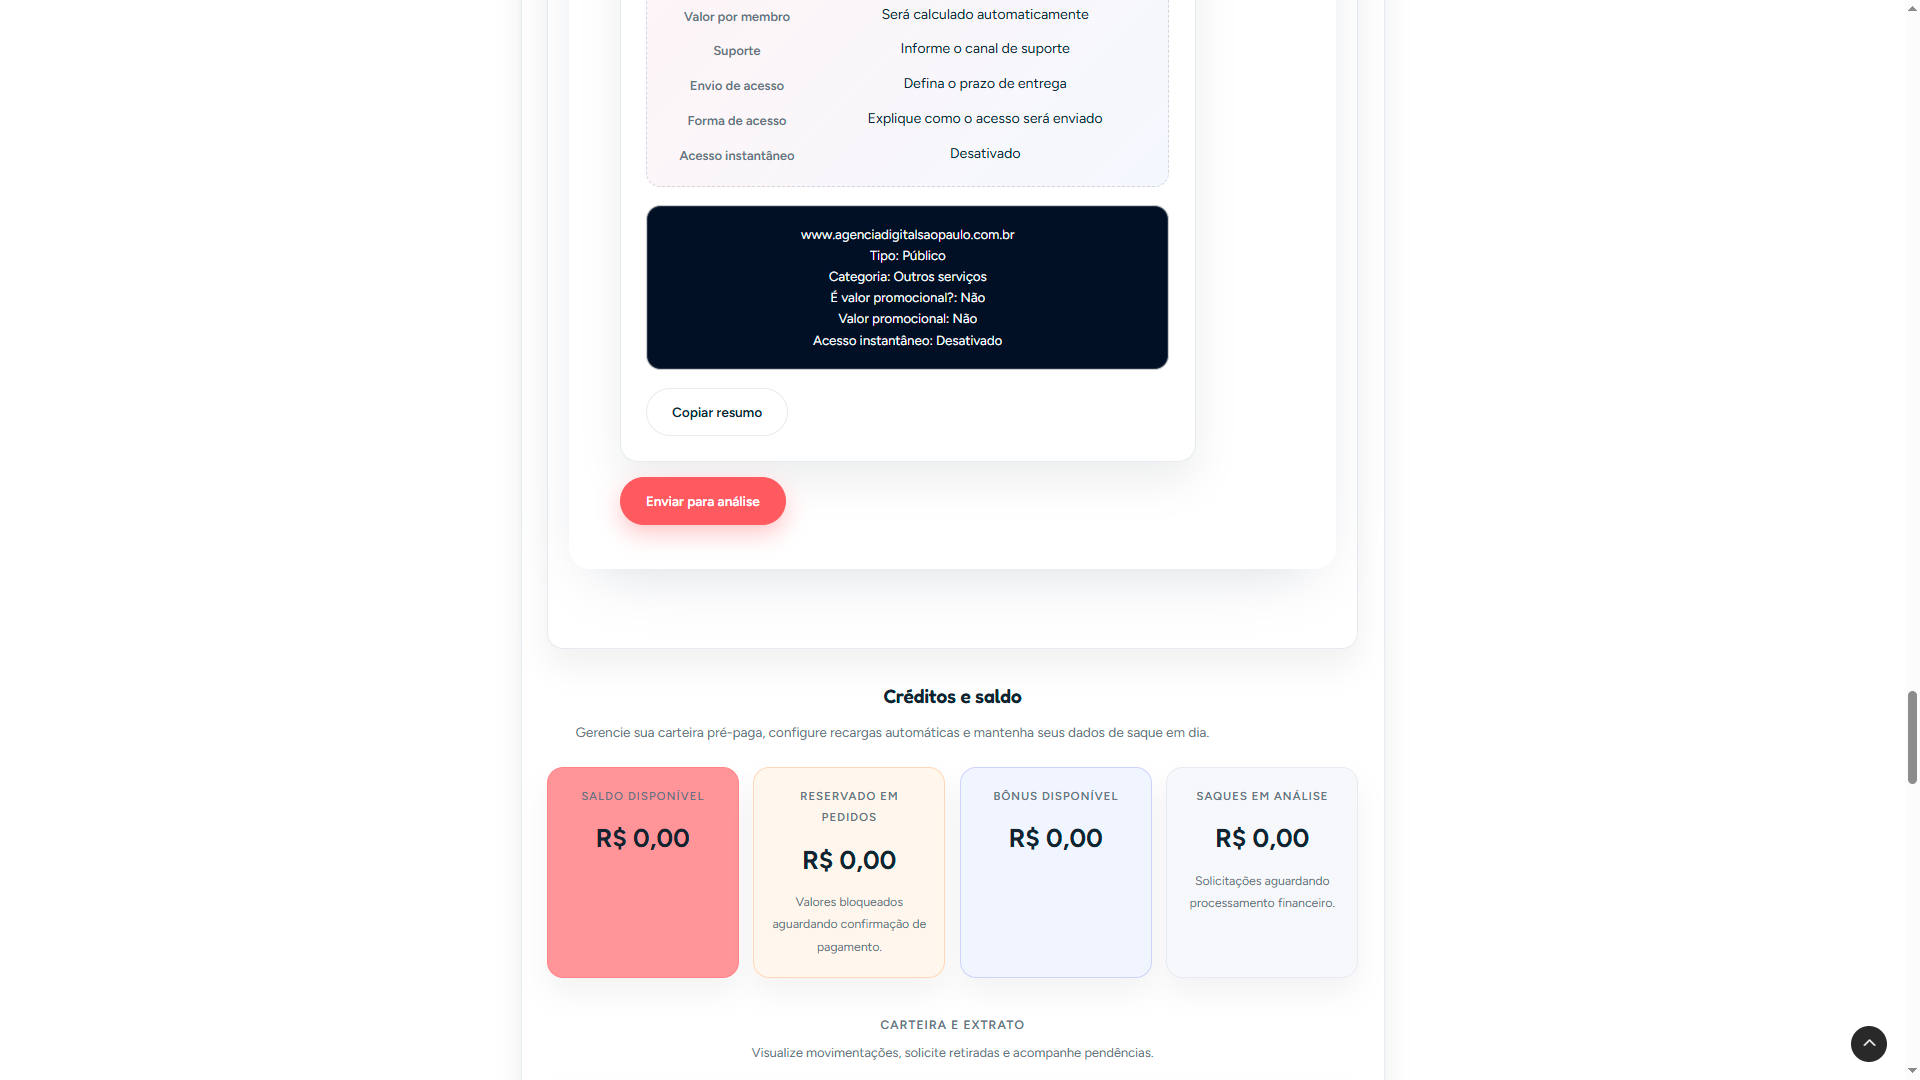 Valor por membro
Será calculado automaticamente
Suporte
Informe o canal de suporte
Envio de acesso
Defina o prazo de entrega
Forma de acesso
Explique como o acesso será enviado
Acesso instantâneo
Desativado
www.agenciadigitalsaopaulo.com.br
Tipo: Público
Categoria: Outros serviços
É valor promocional?: Não
Valor promocional: Não
Acesso instantâneo: Desativado
Copiar resumo
Enviar para análise
Créditos e saldo
Gerencie sua carteira pré-paga, configure recargas automáticas e mantenha seus dados de saque em dia.
SALDO DISPONÍVEL
R$ 0,00
RESERVADO EM
PEDIDOS
R$ 0,00
Valores bloqueados
aguardando confirmação de
pagamento.
BÔNUS DISPONÍVEL
R$ 0,00
SAQUES EM ANÁLISE
R$ 0,00
Solicitações aguardando
processamento financeiro.
CARTEIRA E EXTRATO
Visualize movimentações, solicite retiradas e acompanhe pendências.